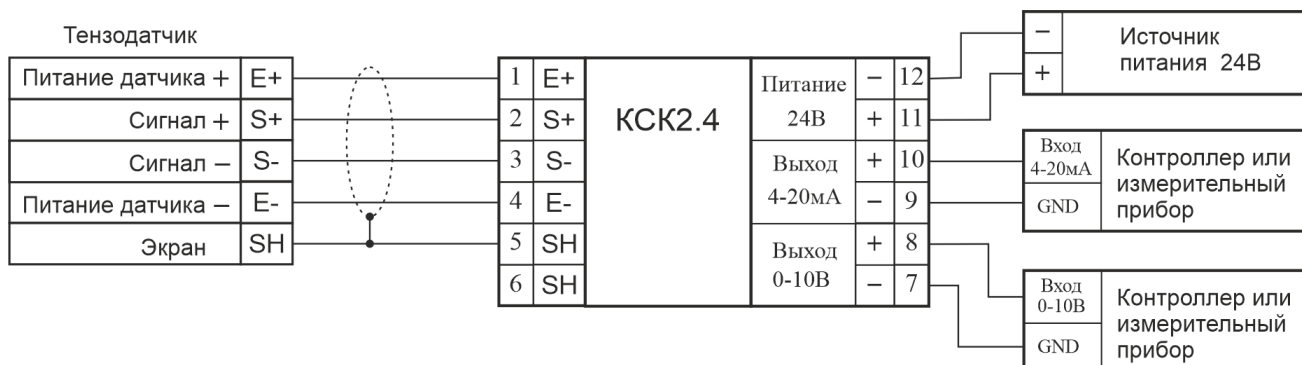 Тензодатчик
Питание датчика + E+
Сигнал + S+
Сигнал – S-
Питание датчика – E-
Экран SH
1 E+
2 S+
3 S-
4 E-
5 SH
6 SH
КСК2.4
Питание
24В
– 12
+ 11
Выход
4-20мА
+ 10
– 9
Выход
0-10В
+ 8
– 7
–
+
Источник
питания 24В
Вход
4-20мА
GND
Контроллер или
измерительный
прибор
Вход
0-10В
GND
Контроллер или
измерительный
прибор